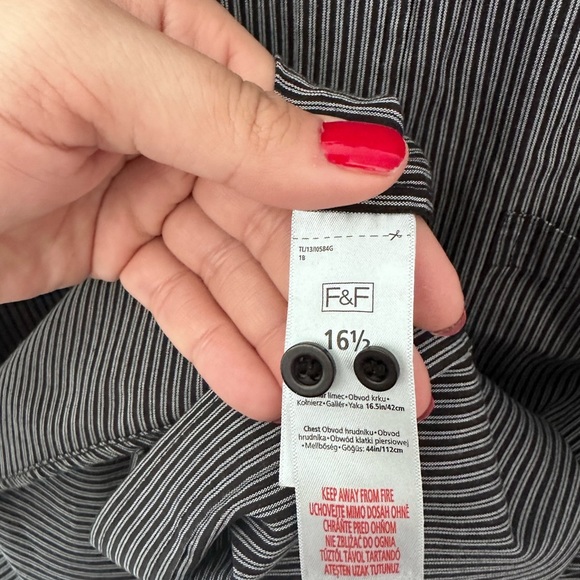 TL/13/I0584G
18
F&F
16½
limec•Obvod krku•
Kołnierz•Gallér•Yaka 16.5in/42cm
Chest Obvod hrudníku•Obvod
hrudníka•Obwód klatki piersiowej
•Mellbőség•Göğüs: 44in/112cm
KEEP AWAY FROM FIRE
UCHOVEJTE MIMO DOSAH OHNĚ
CHRÁŇTE PRED OHŇOM
NIE ZBLIŻAĆ DO OGNIA
TŰZTŐL TÁVOL TARTANDÓ
ATEŞTEN UZAK TUTUNUZ